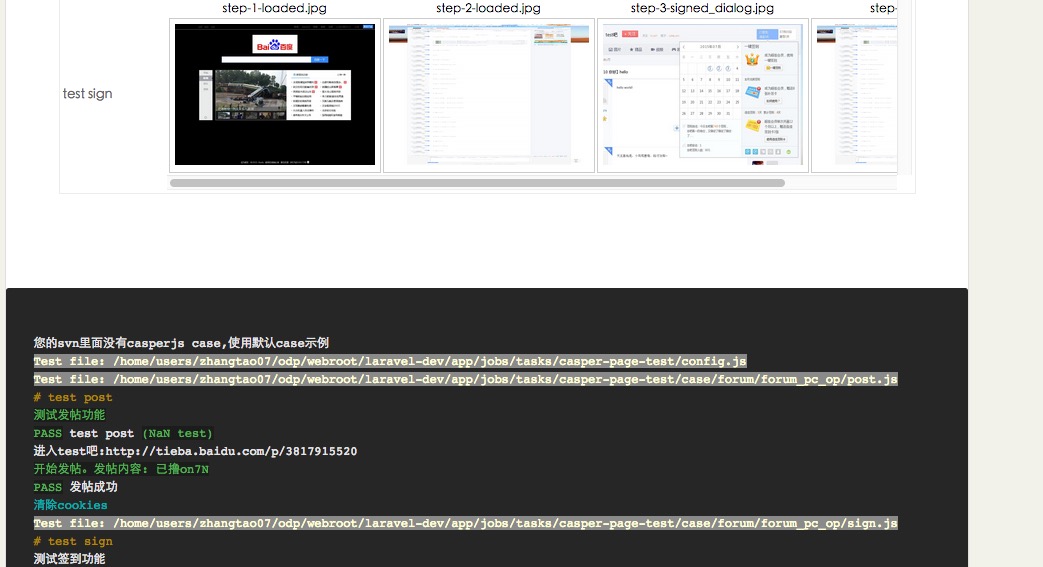 step-1-loaded.jpg
step-2-loaded.jpg
step-3-signed_dialog.jpg
step-
Bai百度
test sign
您的svn里面没有casperjs case,使用默认case示例
Test file: /home/users/zhangtao07/odp/webroot/laravel-dev/app/jobs/tasks/casper-page-test/config.js
Test file: /home/users/zhangtao07/odp/webroot/laravel-dev/app/jobs/tasks/casper-page-test/case/forum/forum_pc_op/post.js
# test post
测试发帖功能
PASS test post (NaN test)
进入test吧:http://tieba.baidu.com/p/3817915520
开始发帖。发帖内容: 已撸on7N
PASS 发帖成功
清除cookies
Test file: /home/users/zhangtao07/odp/webroot/laravel-dev/app/jobs/tasks/casper-page-test/case/forum/forum_pc_op/sign.js
# test sign
测试签到功能